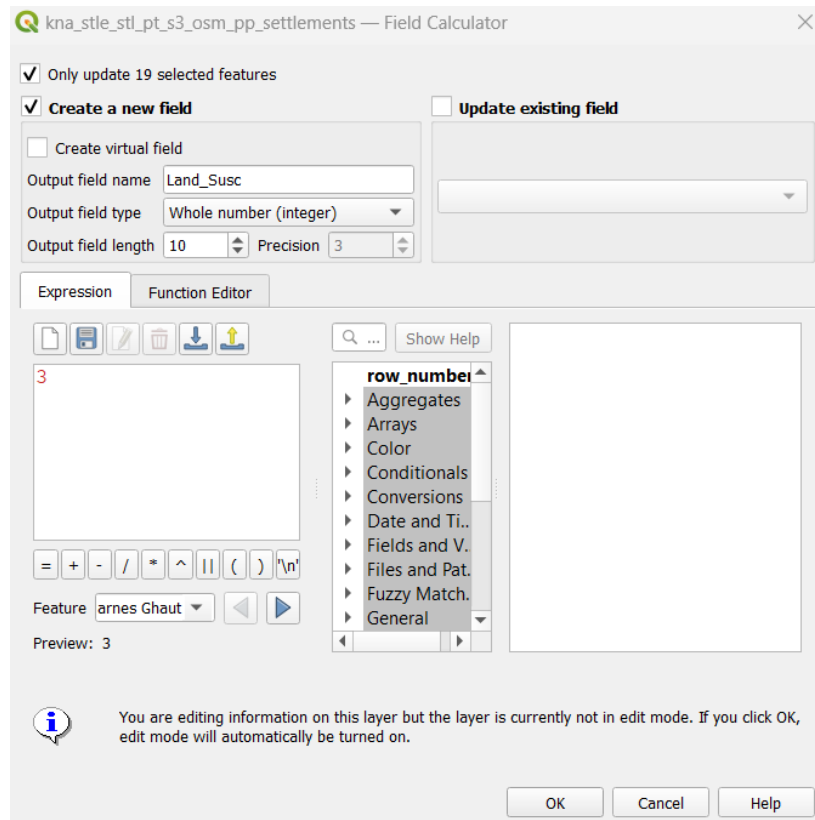 kna_stle_stl_pt_s3_osm_pp_settlements — Field Calculator
Only update 19 selected features
Create a new field
Update existing field
Create virtual field
Output field name Land_Susc
Output field type Whole number (integer)
Output field length 10 Precision 3
Expression Function Editor
... Show Help
3
row_number
Aggregates
Arrays
Color
Conditionals
Conversions
Date and Ti..
Fields and V.
Files and Pat.
Fuzzy Match.
General
= + - / * ^ || ( ) '\n'
Feature arnes Ghaut
Preview: 3
You are editing information on this layer but the layer is currently not in edit mode. If you click OK,
edit mode will automatically be turned on.
OK Cancel Help